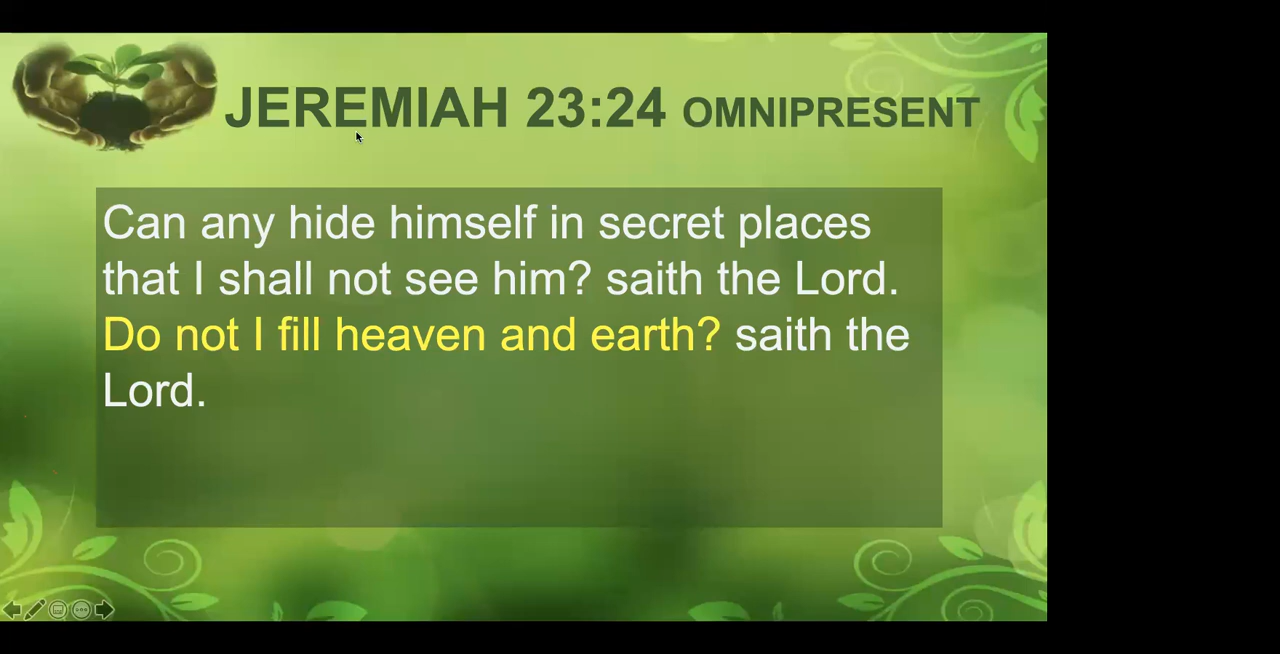 JEREMIAH 23:24 OMNIPRESENT
Can any hide himself in secret places
that I shall not see him? saith the Lord.
Do not I fill heaven and earth? saith the
Lord.